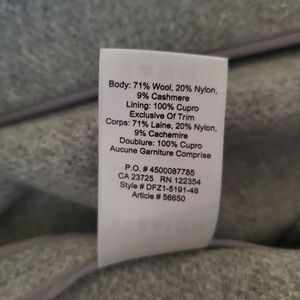 Body: 71% Wool, 20% Nylon,
9% Cashmere
Lining: 100% Cupro
Exclusive Of Trim
Corps: 71% Laine, 20% Nylon,
9% Cachemire
Doublure: 100% Cupro
Aucune Garniture Comprise
P.O. # 4500087785
CA 23725 RN 122354
Style # DFZ1-5191-48
Article # 56650